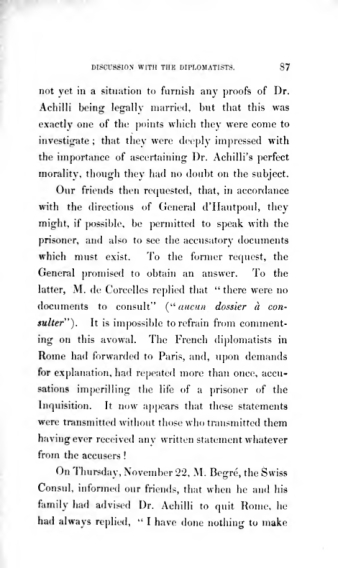 DISCUSSION WITH THE DIPLOMATISTS. 87
not yet in a situation to furnish any proofs of Dr.
Achilli being legally married, but that this was
exactly one of the points which they were come to
investigate ; that they were deeply impressed with
the importance of ascertaining Dr. Achilli's perfect
morality, though they had no doubt on the subject.
Our friends then requested, that, in accordance
with the directions of General d'Hautpoul, they
might, if possible, be permitted to speak with the
prisoner, and also to see the accusatory documents
which must exist. To the former request, the
General promised to obtain an answer. To the
latter, M. de Corcelles replied that “ there were no
documents to consult” (“aucun dossier à con-
sulter”). It is impossible to refrain from comment-
ing on this avowal. The French diplomatists in
Rome had forwarded to Paris, and, upon demands
for explanation, had repeated more than once, accu-
sations imperilling the life of a prisoner of the
Inquisition. It now appears that these statements
were transmitted without those who transmitted them
having ever received any written statement whatever
from the accusers !
On Thursday, November 22, M. Begré, the Swiss
Consul, informed our friends, that when he and his
family had advised Dr. Achilli to quit Rome, he
had always replied, “ I have done nothing to make